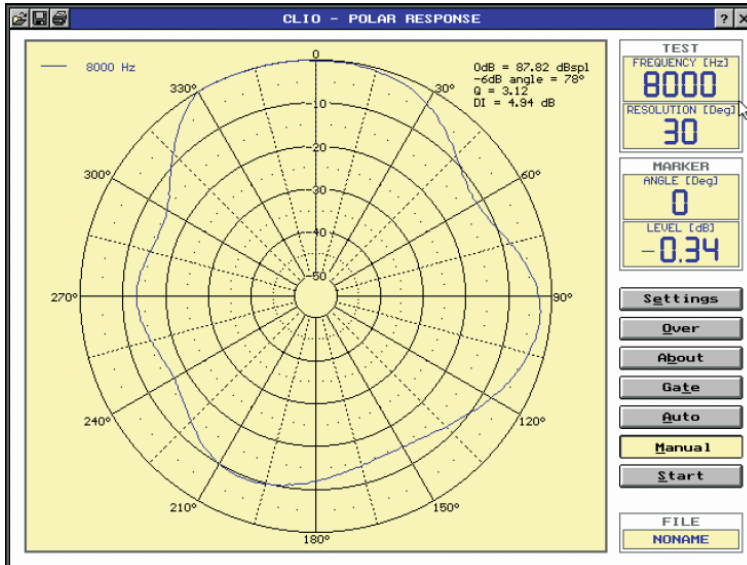 CLIO - POLAR RESPONSE
? X
8000 Hz
0dB = 87.82 dBspl
-6dB angle = 78°
Q = 3.12
DI = 4.94 dB
0
330°
30°
-10
-20
300°
60°
-30
-40
-50
270°
90°
240°
120°
210°
150°
180°
TEST
FREQUENCY [Hz]
8000
RESOLUTION [Deg]
30
MARKER
ANGLE [Deg]
0
LEVEL [dB]
-0.34
Settings
Over
About
Gate
Auto
Manual
Start
FILE
NONAME